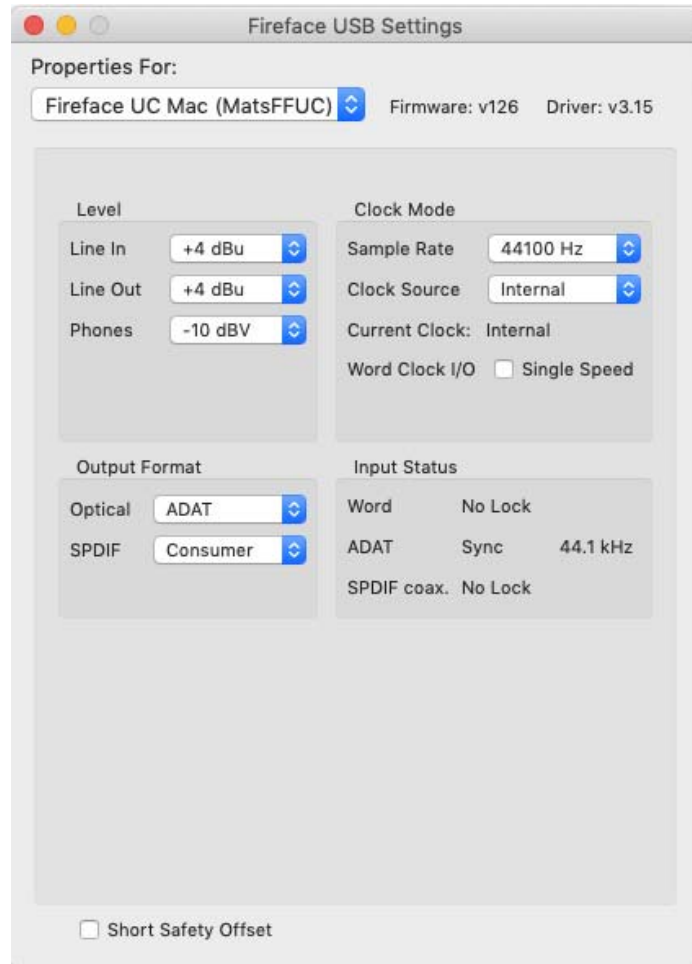 Fireface USB Settings
Properties For:
Fireface UC Mac (MatsFFUC) Firmware: v126 Driver: v3.15
Level
Line In +4 dBu
Line Out +4 dBu
Phones -10 dBV
Clock Mode
Sample Rate 44100 Hz
Clock Source Internal
Current Clock: Internal
Word Clock I/O Single Speed
Output Format
Optical ADAT
SPDIF Consumer
Input Status
Word No Lock
ADAT Sync 44.1 kHz
SPDIF coax. No Lock
Short Safety Offset